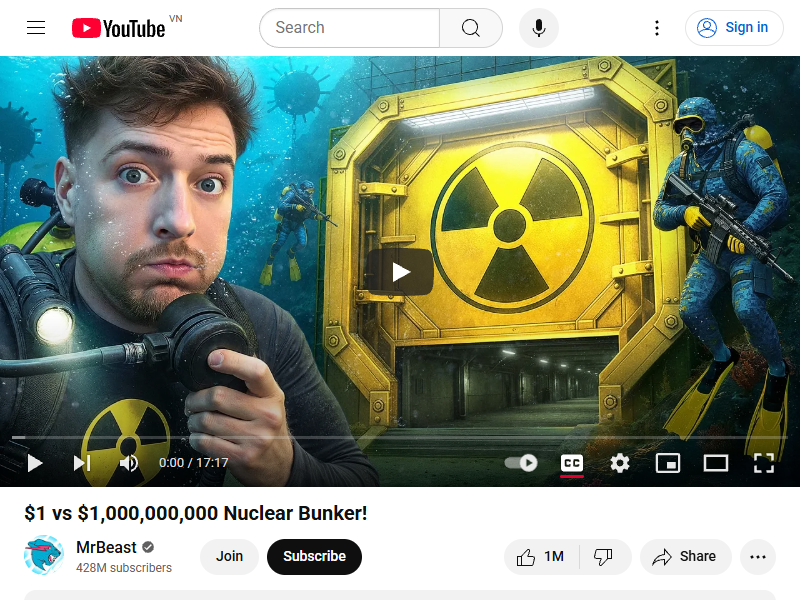 YouTube VN
Search
Sign in
0:00 / 17:17
CC
$1 vs $1,000,000,000 Nuclear Bunker!
MrBeast
428M subscribers
Join
Subscribe
1M
Share